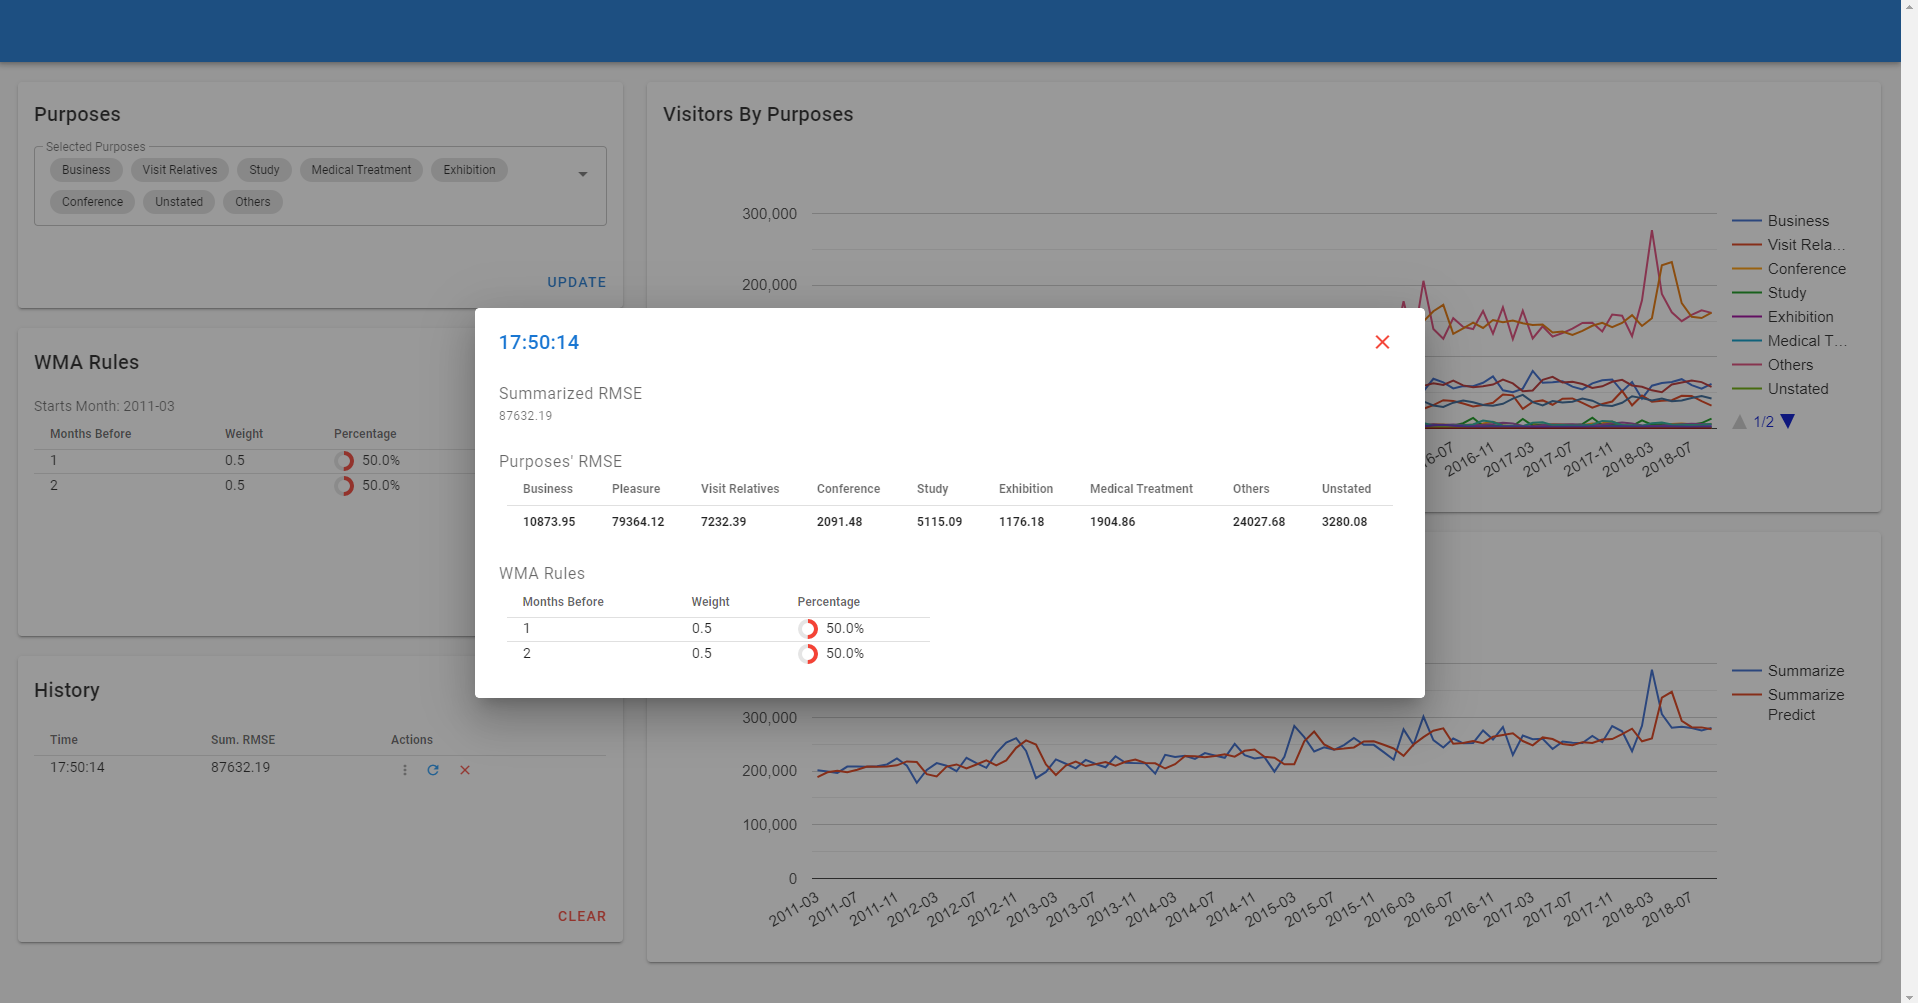 Purposes
Selected Purposes
Business Visit Relatives Study Medical Treatment Exhibition
Conference Unstated Others
UPDATE
WMA Rules
Starts Month: 2011-03
Months Before Weight Percentage
1 0.5 50.0%
2 0.5 50.0%
History
Time Sum. RMSE Actions
17:50:14 87632.19
CLEAR
Visitors By Purposes
300,000
200,000
Business
Visit Rela...
Conference
Study
Exhibition
Medical T...
Others
Unstated
1/2
2016-11 2017-03 2017-07 2017-11 2018-03 2018-07
17:50:14
Summarized RMSE
87632.19
Purposes' RMSE
Business Pleasure Visit Relatives Conference Study Exhibition Medical Treatment Others Unstated
10873.95 79364.12 7232.39 2091.48 5115.09 1176.18 1904.86 24027.68 3280.08
WMA Rules
Months Before Weight Percentage
1 0.5 50.0%
2 0.5 50.0%
Summarize
Summarize
Predict
300,000
200,000
100,000
0
2011-03 2011-07 2011-11 2012-03 2012-07 2012-11 2013-03 2013-07 2013-11 2014-03 2014-07 2014-11 2015-03 2015-07 2015-11 2016-03 2016-07 2016-11 2017-03 2017-07 2017-11 2018-03 2018-07